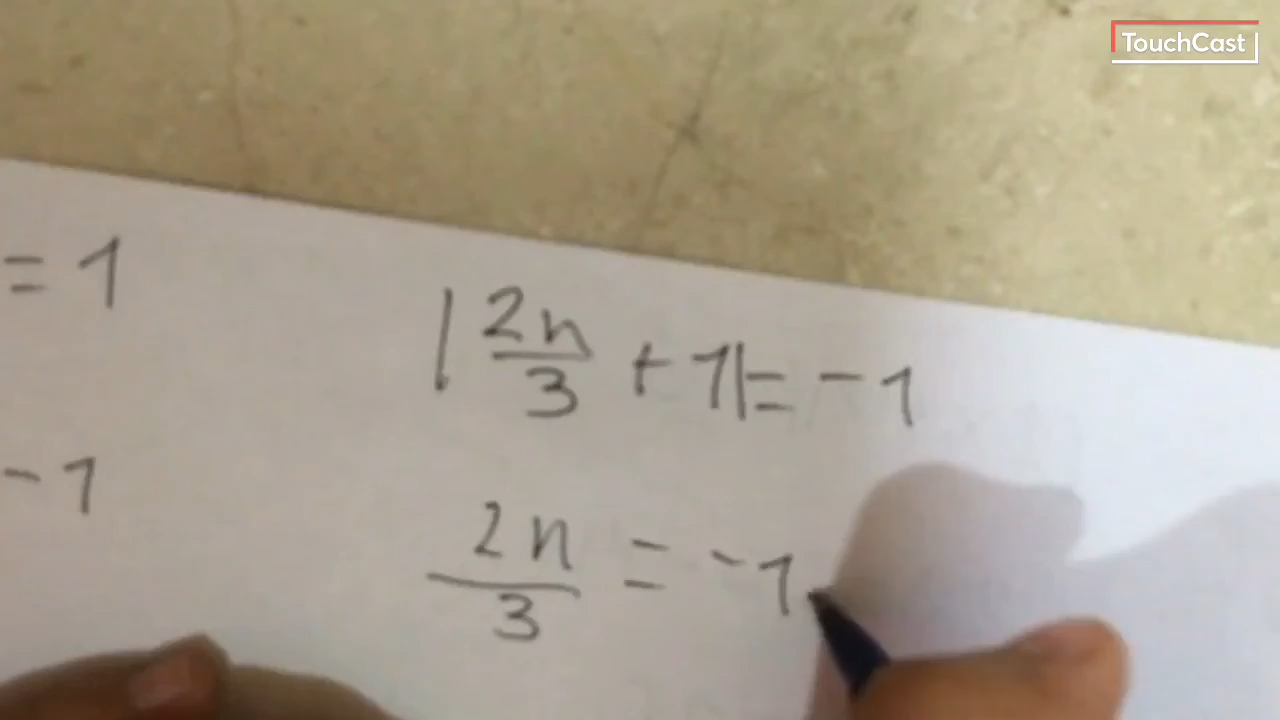 TouchCast
= 1
|2n/3 + 1|= -1
-1
2n/3 = -1